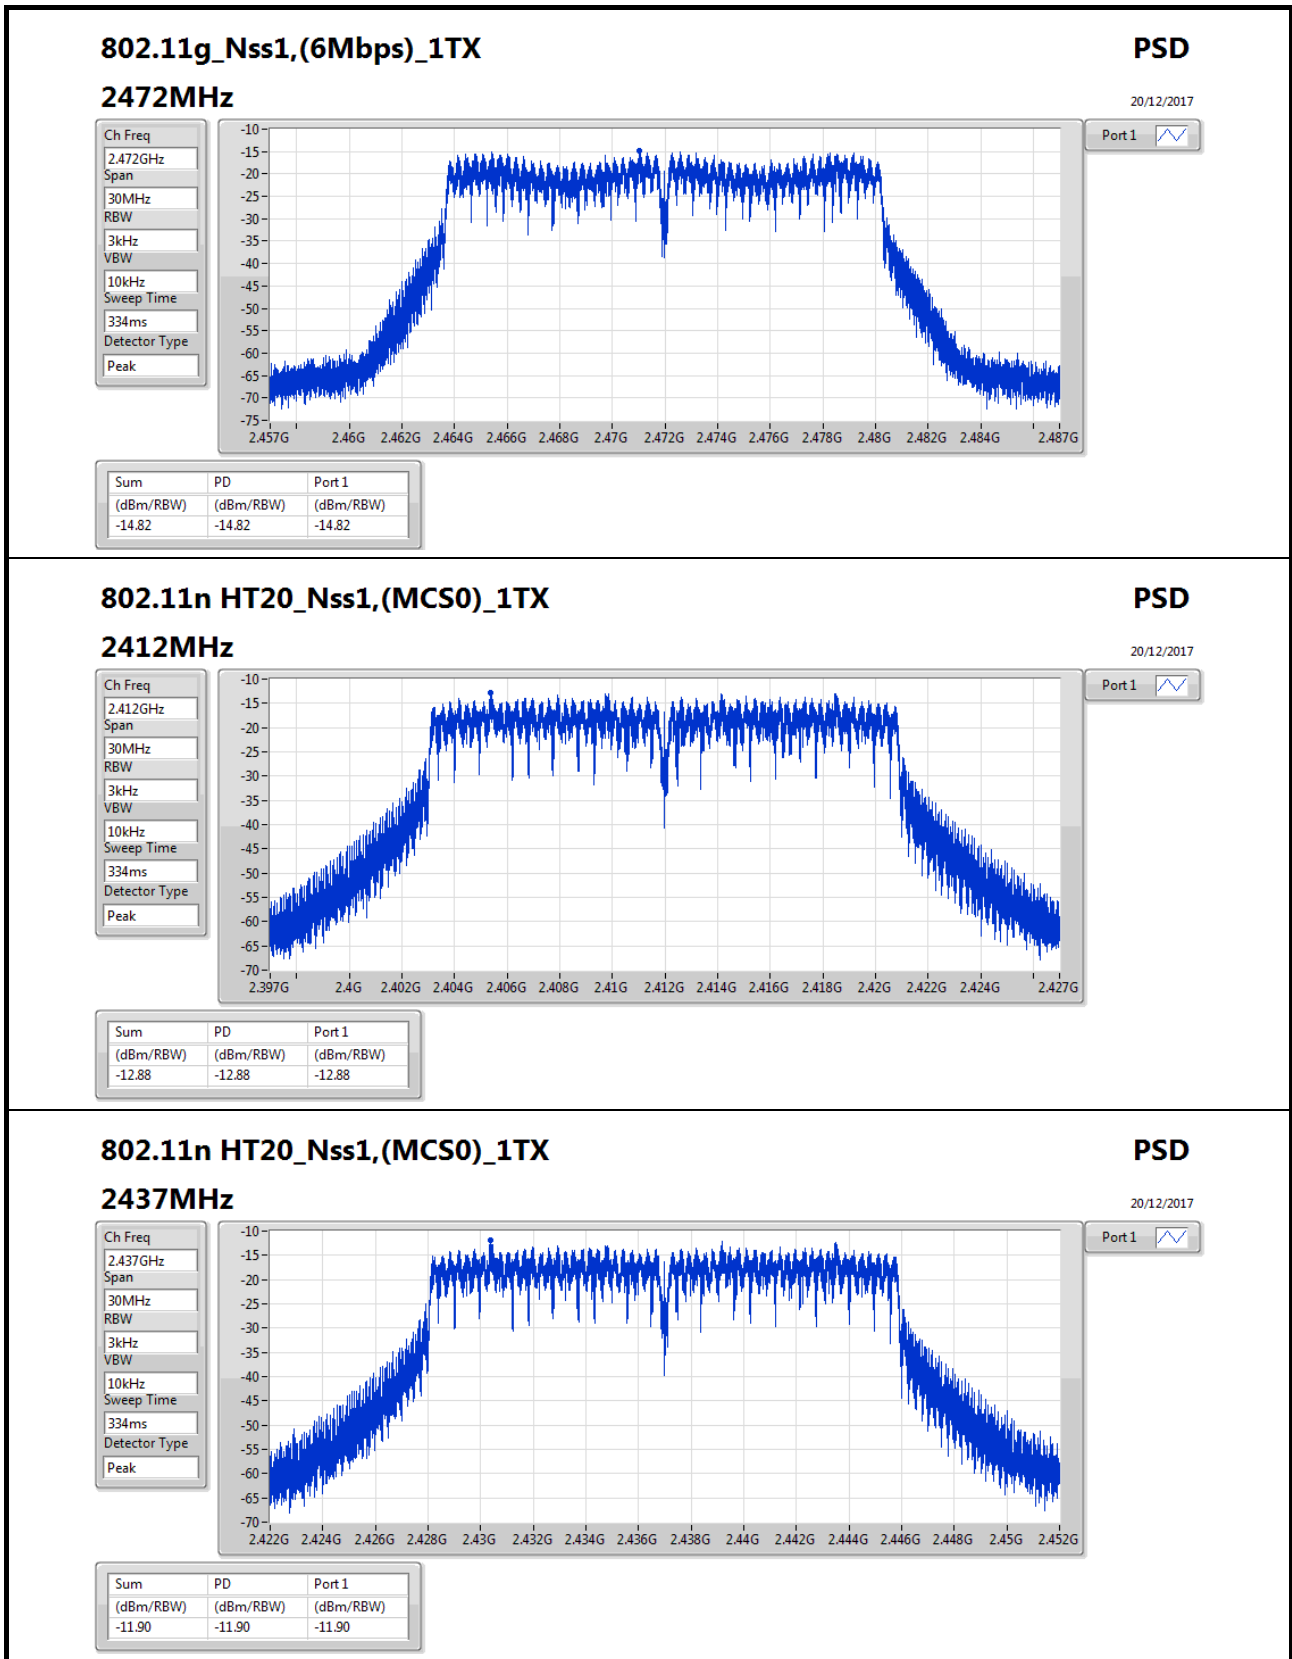 802.11g_Nss1,(6Mbps)_1TX PSD
2472MHz 20/12/2017
Ch Freq
2.472GHz
Span
30MHz
RBW
3kHz
VBW
10kHz
Sweep Time
334ms
Detector Type
Peak
-10
-15
-20
-25
-30
-35
-40
-45
-50
-55
-60
-65
-70
-75
2.457G 2.46G 2.462G 2.464G 2.466G 2.468G 2.47G 2.472G 2.474G 2.476G 2.478G 2.48G 2.482G 2.484G 2.487G
Port 1
Sum PD Port 1
(dBm/RBW) (dBm/RBW) (dBm/RBW)
-14.82 -14.82 -14.82
802.11n HT20_Nss1,(MCS0)_1TX PSD
2412MHz 20/12/2017
Ch Freq
2.412GHz
Span
30MHz
RBW
3kHz
VBW
10kHz
Sweep Time
334ms
Detector Type
Peak
-10
-15
-20
-25
-30
-35
-40
-45
-50
-55
-60
-65
-70
2.397G 2.4G 2.402G 2.404G 2.406G 2.408G 2.41G 2.412G 2.414G 2.416G 2.418G 2.42G 2.422G 2.424G 2.427G
Port 1
Sum PD Port 1
(dBm/RBW) (dBm/RBW) (dBm/RBW)
-12.88 -12.88 -12.88
802.11n HT20_Nss1,(MCS0)_1TX PSD
2437MHz 20/12/2017
Ch Freq
2.437GHz
Span
30MHz
RBW
3kHz
VBW
10kHz
Sweep Time
334ms
Detector Type
Peak
-10
-15
-20
-25
-30
-35
-40
-45
-50
-55
-60
-65
-70
2.422G 2.424G 2.426G 2.428G 2.43G 2.432G 2.434G 2.436G 2.438G 2.44G 2.442G 2.444G 2.446G 2.448G 2.45G 2.452G
Port 1
Sum PD Port 1
(dBm/RBW) (dBm/RBW) (dBm/RBW)
-11.90 -11.90 -11.90